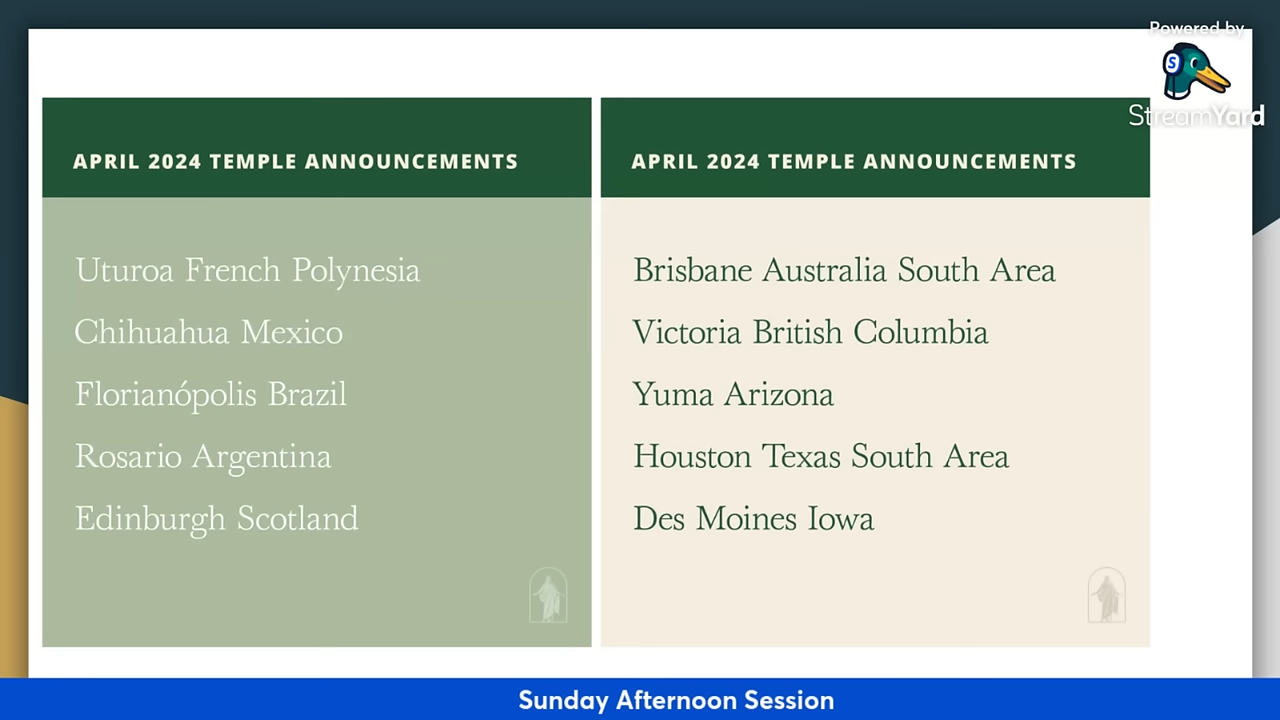 Powered by
StreamYard
APRIL 2024 TEMPLE ANNOUNCEMENTS
Uturoa French Polynesia
Chihuahua Mexico
Florianópolis Brazil
Rosario Argentina
Edinburgh Scotland
APRIL 2024 TEMPLE ANNOUNCEMENTS
Brisbane Australia South Area
Victoria British Columbia
Yuma Arizona
Houston Texas South Area
Des Moines Iowa
Sunday Afternoon Session